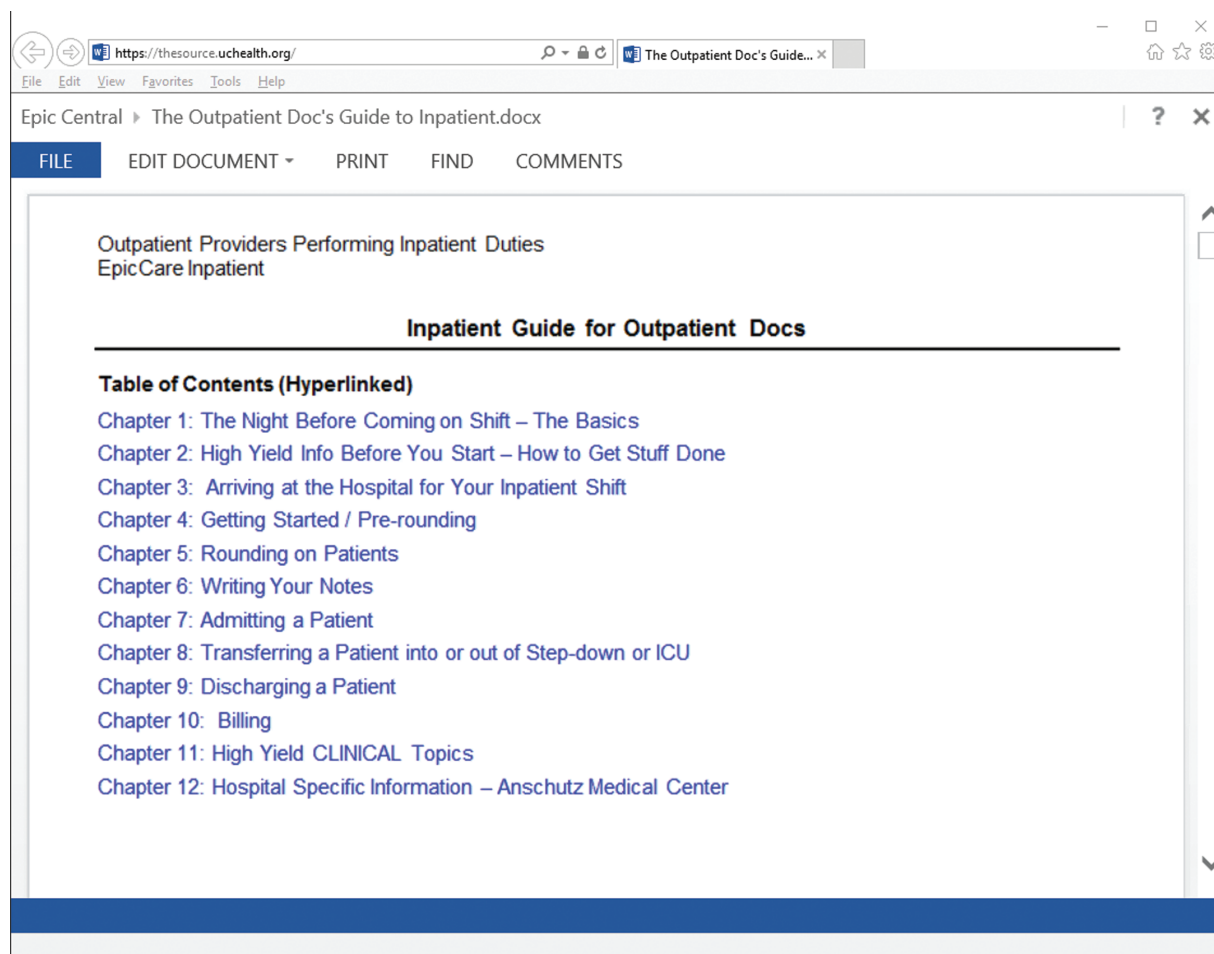 https://thesource.uchealth.org/
The Outpatient Doc's Guide...
File Edit View Favorites Tools Help
Epic Central The Outpatient Doc's Guide to Inpatient.docx
FILE EDIT DOCUMENT PRINT FIND COMMENTS
Outpatient Providers Performing Inpatient Duties
EpicCare Inpatient
Inpatient Guide for Outpatient Docs
Table of Contents (Hyperlinked)
Chapter 1: The Night Before Coming on Shift – The Basics
Chapter 2: High Yield Info Before You Start – How to Get Stuff Done
Chapter 3: Arriving at the Hospital for Your Inpatient Shift
Chapter 4: Getting Started / Pre-rounding
Chapter 5: Rounding on Patients
Chapter 6: Writing Your Notes
Chapter 7: Admitting a Patient
Chapter 8: Transferring a Patient into or out of Step-down or ICU
Chapter 9: Discharging a Patient
Chapter 10: Billing
Chapter 11: High Yield CLINICAL Topics
Chapter 12: Hospital Specific Information – Anschutz Medical Center